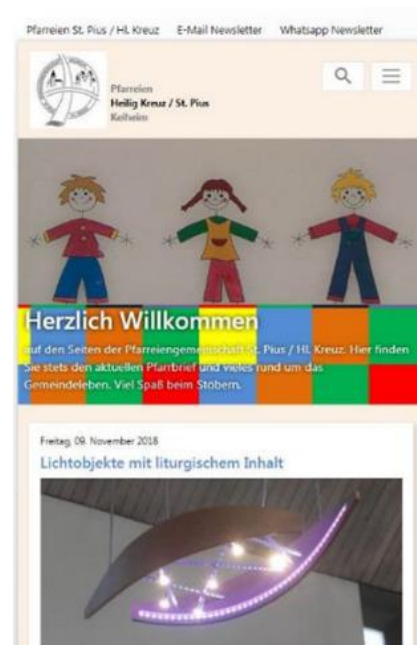 Pfarreien St. Pius / Hl. Kreuz E-Mail Newsletter Whatsapp Newsletter
Pfarreien
Heilig Kreuz / St. Pius
Kelheim
Herzlich Willkommen
auf den Seiten der Pfarreiengemeinschaft St. Pius / Hl. Kreuz. Hier finden
Sie stets den aktuellen Pfarrbrief und vieles rund um das
Gemeindeleben. Viel Spaß beim Stöbern.
Freitag, 09. November 2018
Lichtobjekte mit liturgischem Inhalt